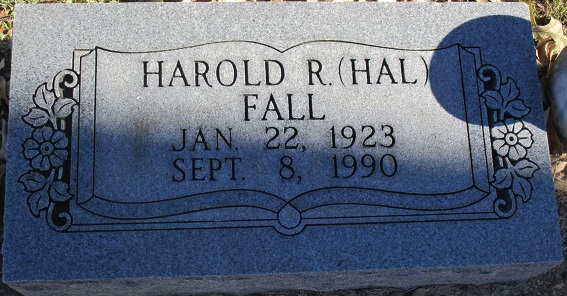 HAROLD R. (HAL)
FALL
JAN. 22, 1923
SEPT. 8, 1990